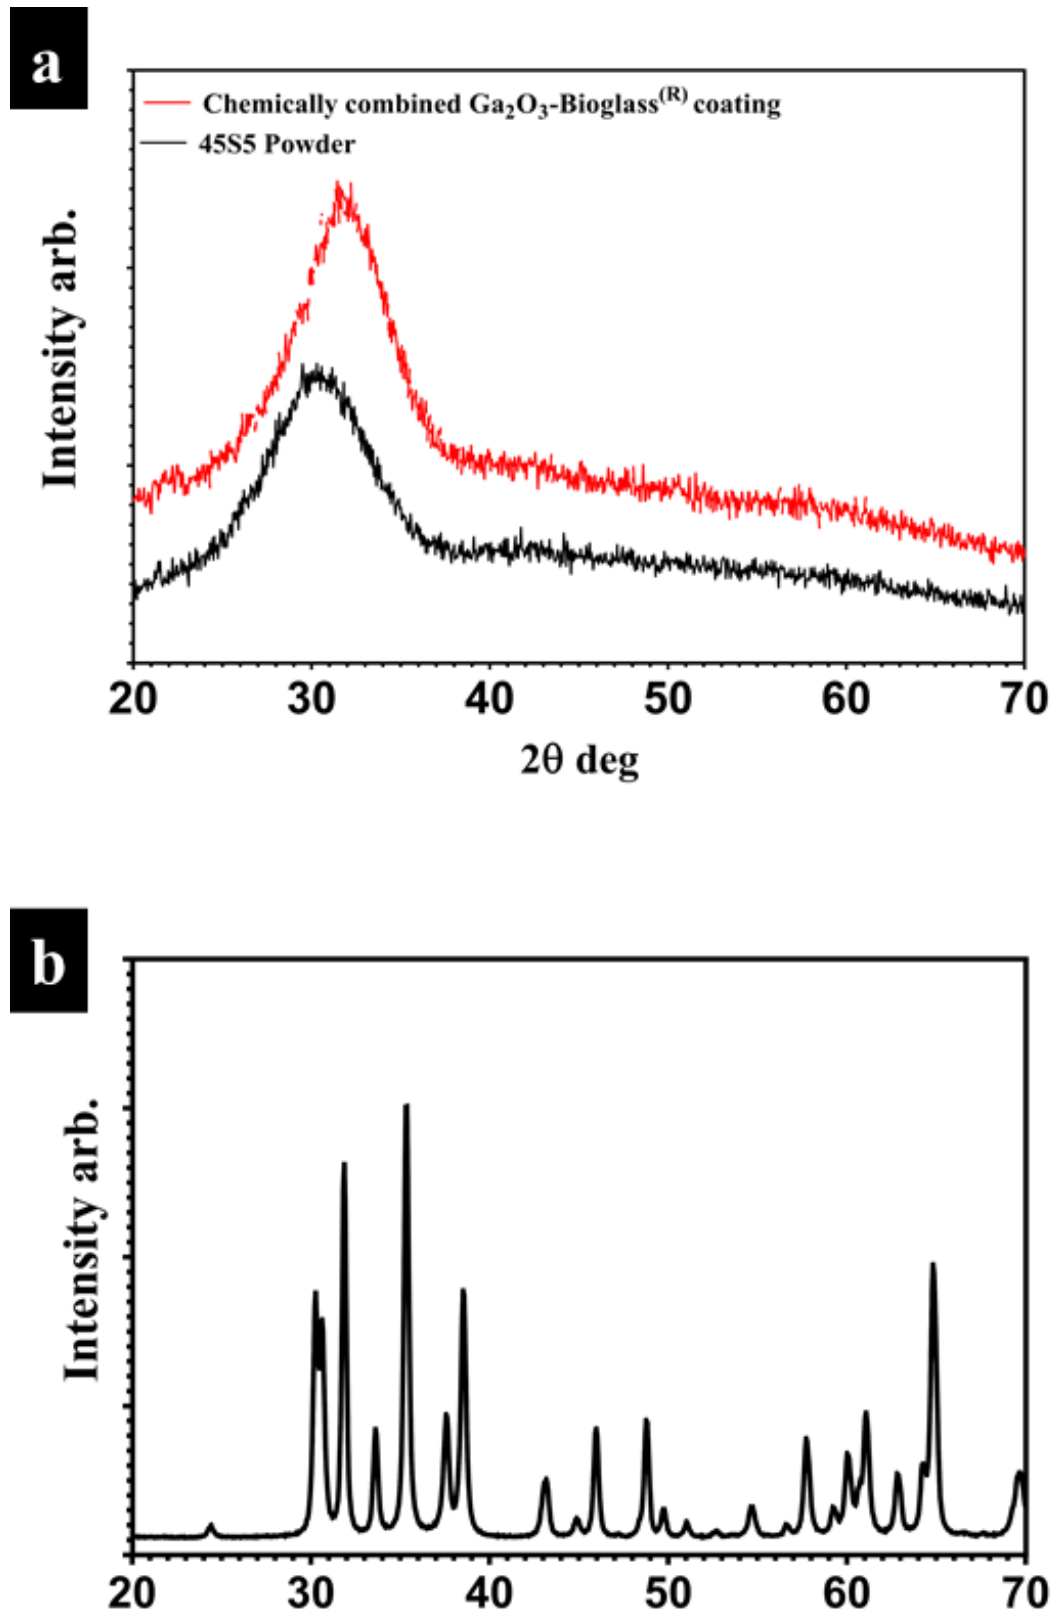 a
Chemically combined Ga₂O₃-Bioglass⁽ᴿ⁾ coating
45S5 Powder
Intensity arb.
20 30 40 50 60 70
2θ deg
b
Intensity arb.
20 30 40 50 60 70